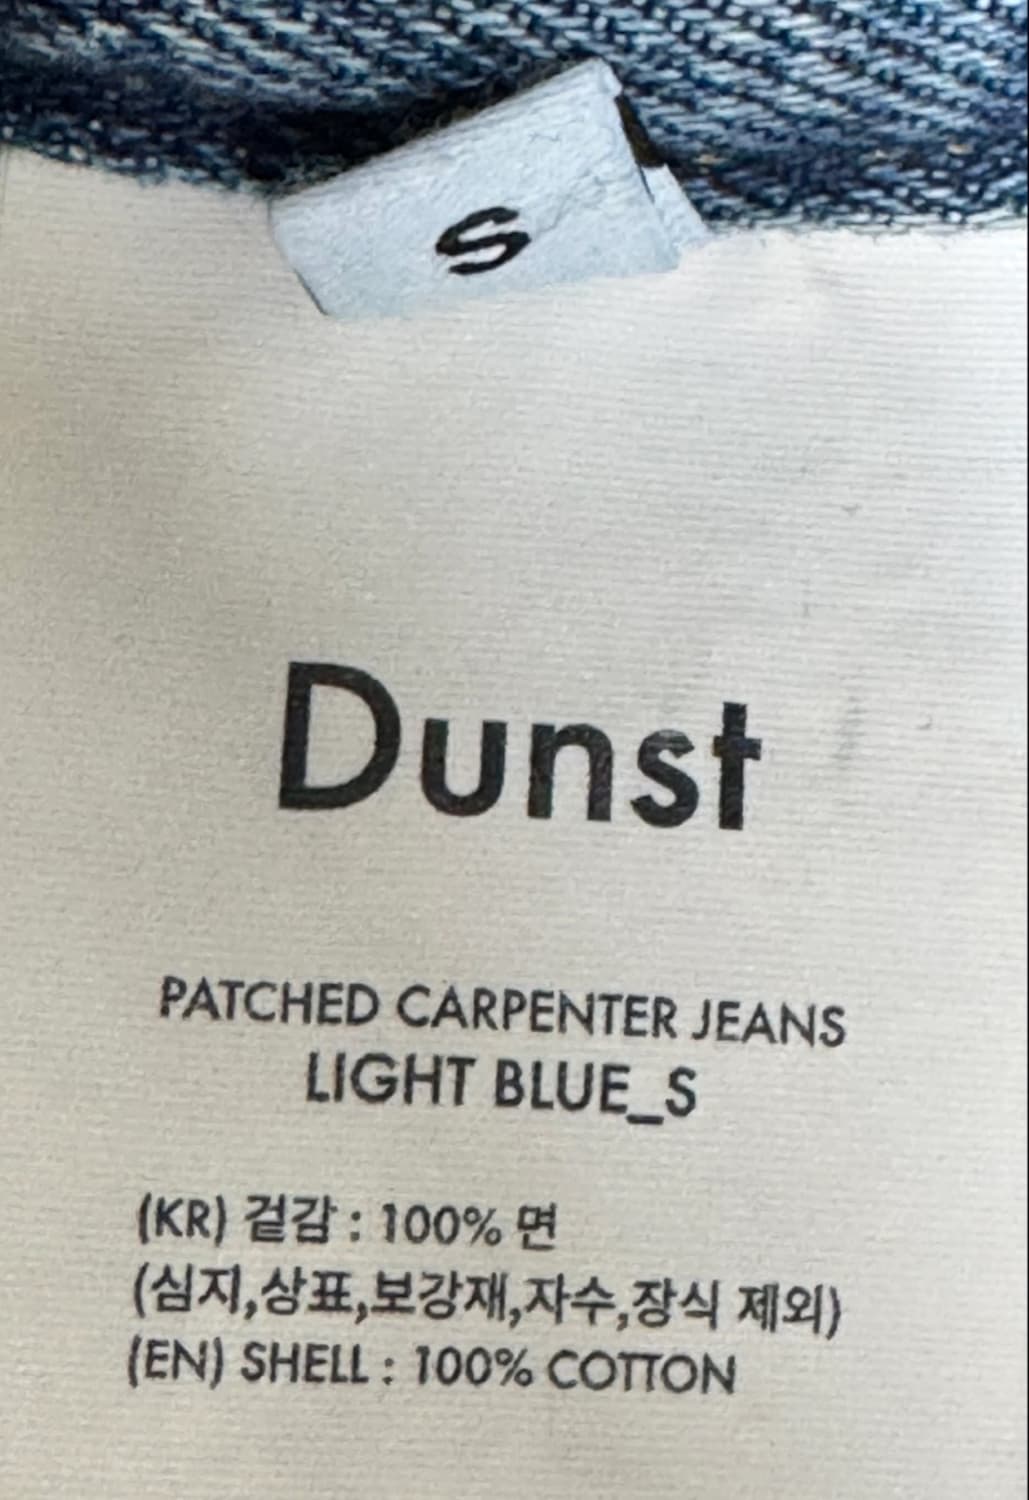 S
Dunst
PATCHED CARPENTER JEANS
LIGHT BLUE_S
(KR) 겉감 : 100% 면
(심지,상표,보강재,자수,장식 제외)
(EN) SHELL : 100% COTTON